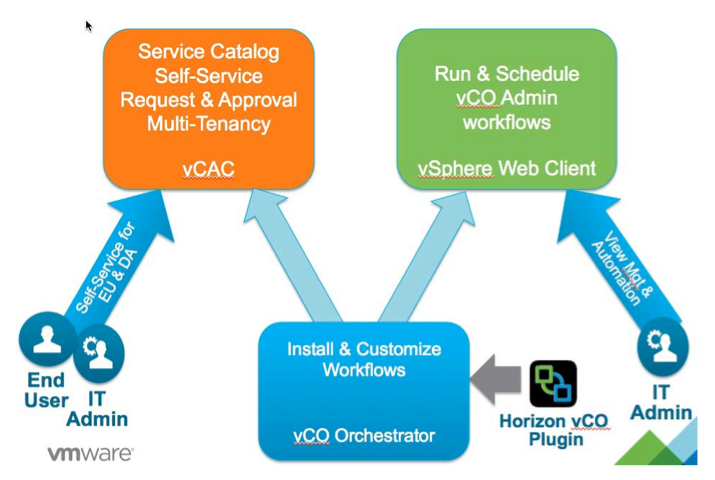 Service Catalog
Self-Service
Request & Approval
Multi-Tenancy
vCAC
Run & Schedule
vCO Admin
workflows
vSphere Web Client
Self-Service for
EU & DA
View Mgt &
Automation
End
User
IT
Admin
Install & Customize
Workflows
vCO Orchestrator
Horizon vCO
Plugin
IT
Admin
vmware®